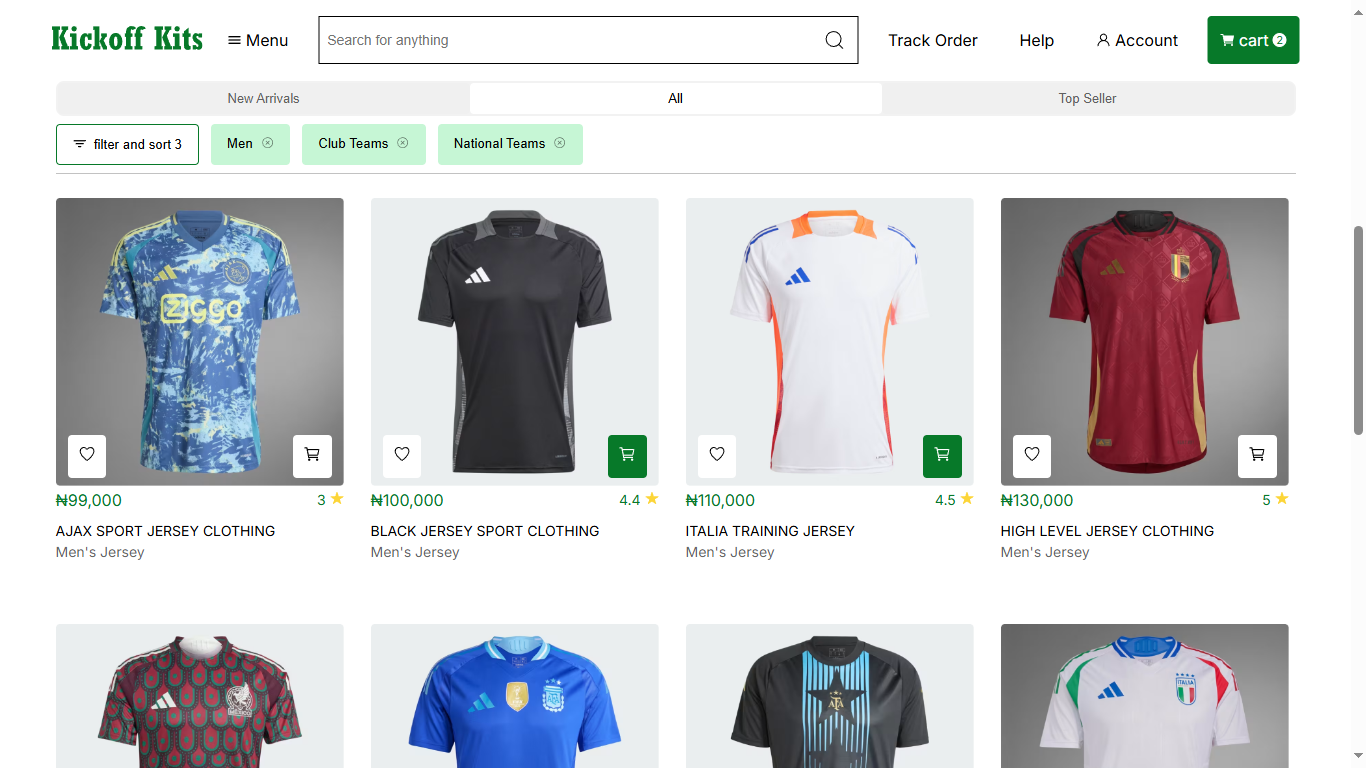 Kickoff Kits
Menu
Search for anything
Track Order
Help
Account
cart 2
New Arrivals
All
Top Seller
filter and sort 3
Men
Club Teams
National Teams
ZIGGO
₦99,000
3
AJAX SPORT JERSEY CLOTHING
Men's Jersey
₦100,000
4.4
BLACK JERSEY SPORT CLOTHING
Men's Jersey
₦110,000
4.5
ITALIA TRAINING JERSEY
Men's Jersey
₦130,000
5
HIGH LEVEL JERSEY CLOTHING
Men's Jersey
MEXICO
AFA
ITALIA